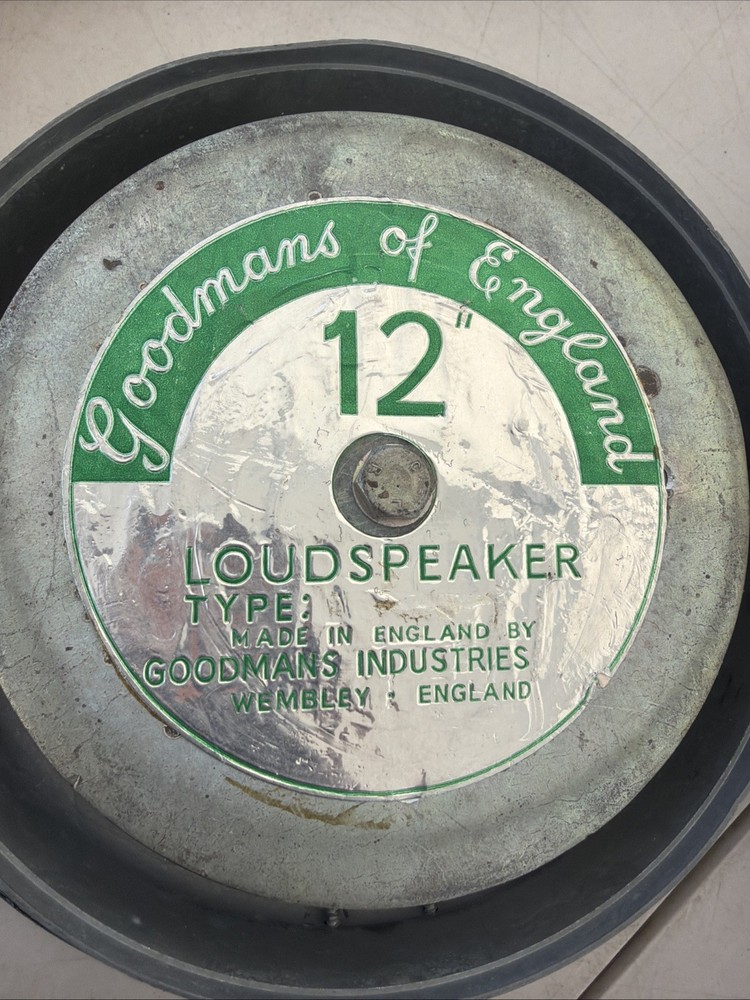 Goodmans of England
12"
LOUDSPEAKER
TYPE:
MADE IN ENGLAND BY
GOODMANS INDUSTRIES
WEMBLEY : ENGLAND